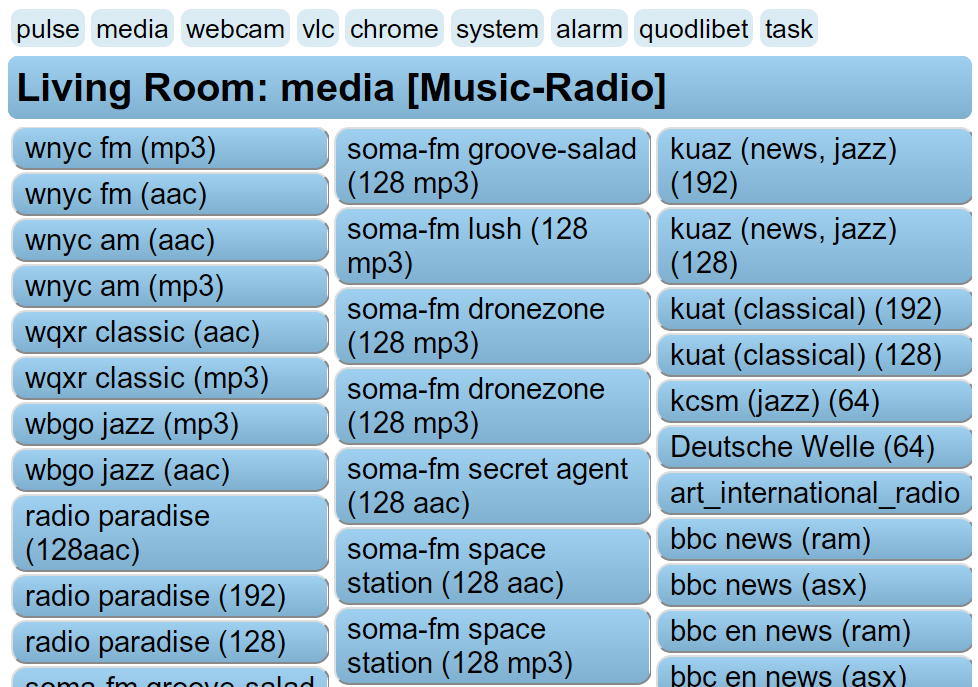 pulse media webcam vlc chrome system alarm quodlibet task
Living Room: media [Music-Radio]
wnyc fm (mp3)
wnyc fm (aac)
wnyc am (aac)
wnyc am (mp3)
wqxr classic (aac)
wqxr classic (mp3)
wbgo jazz (mp3)
wbgo jazz (aac)
radio paradise
(128aac)
radio paradise (192)
radio paradise (128)
soma-fm groove-salad
soma-fm groove-salad
(128 mp3)
soma-fm lush (128
mp3)
soma-fm dronezone
(128 mp3)
soma-fm dronezone
(128 mp3)
soma-fm secret agent
(128 aac)
soma-fm space
station (128 aac)
soma-fm space
station (128 mp3)
kuaz (news, jazz)
(192)
kuaz (news, jazz)
(128)
kuat (classical) (192)
kuat (classical) (128)
kcsm (jazz) (64)
Deutsche Welle (64)
art_international_radio
bbc news (ram)
bbc news (asx)
bbc en news (ram)
bbc en news (asx)